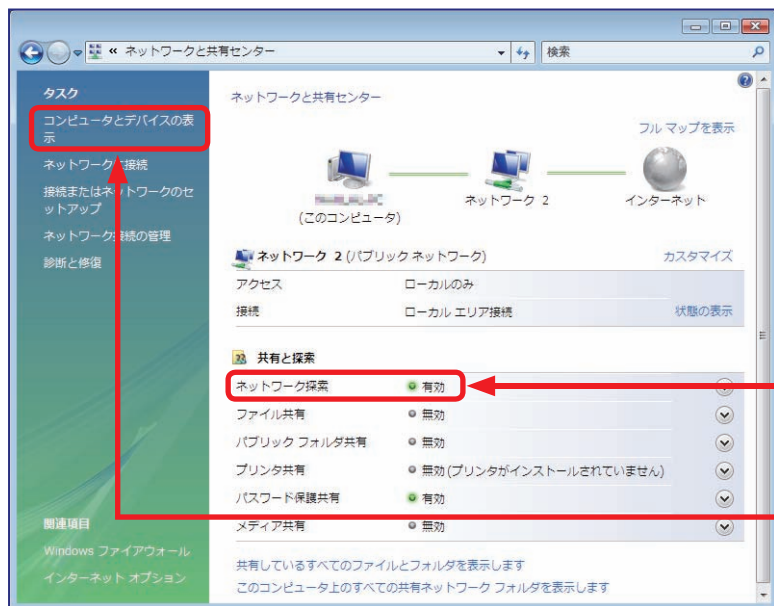 « ネットワークと共有センター
検索
タスク
コンピュータとデバイスの表
示
ネットワークに接続
接続またはネットワークのセ
ットアップ
ネットワーク接続の管理
診断と修復
関連項目
Windows ファイアウォール
インターネット オプション
ネットワークと共有センター
フル マップを表示
(このコンピュータ)
ネットワーク 2
インターネット
ネットワーク 2 (パブリック ネットワーク)
カスタマイズ
アクセス ローカルのみ
接続 ローカル エリア接続 状態の表示
共有と探索
ネットワーク探索 有効
ファイル共有 無効
パブリック フォルダ共有 無効
プリンタ共有 無効(プリンタがインストールされていません)
パスワード保護共有 有効
メディア共有 無効
共有しているすべてのファイルとフォルダを表示します
このコンピュータ上のすべての共有ネットワーク フォルダを表示します